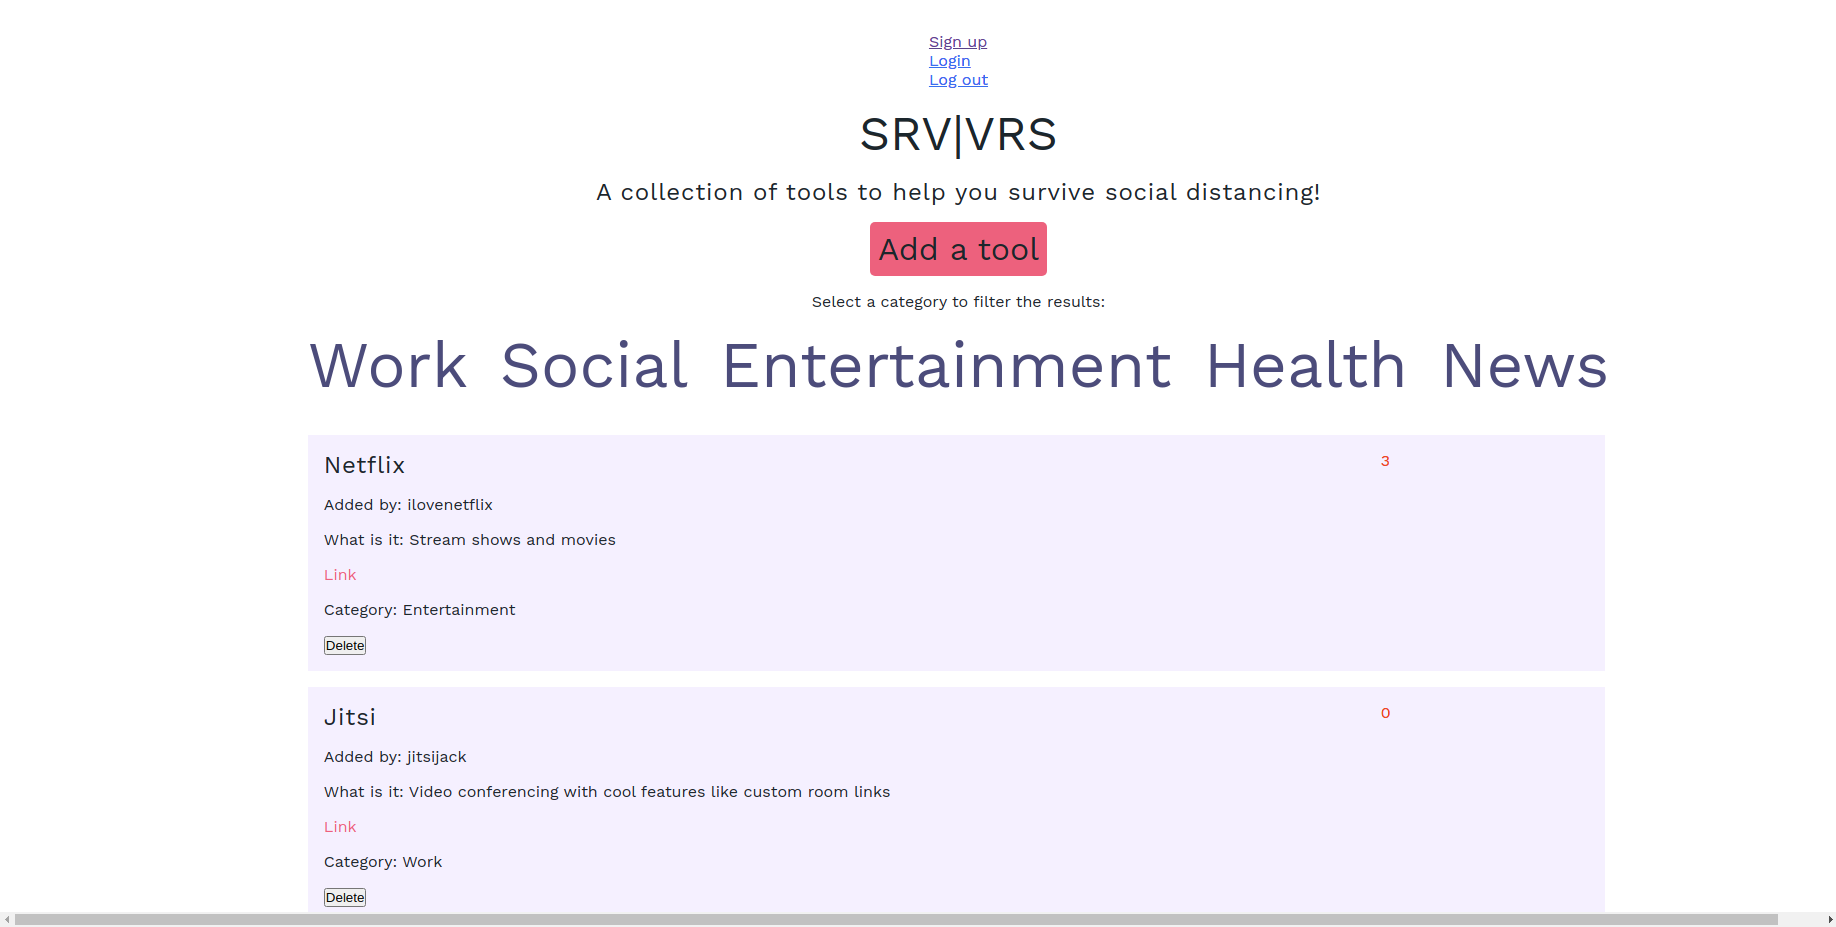 Sign up
Login
Log out
SRV|VRS
A collection of tools to help you survive social distancing!
Add a tool
Select a category to filter the results:
Work Social Entertainment Health News
Netflix 3
Added by: ilovenetflix
What is it: Stream shows and movies
Link
Category: Entertainment
Delete
Jitsi 0
Added by: jitsijack
What is it: Video conferencing with cool features like custom room links
Link
Category: Work
Delete